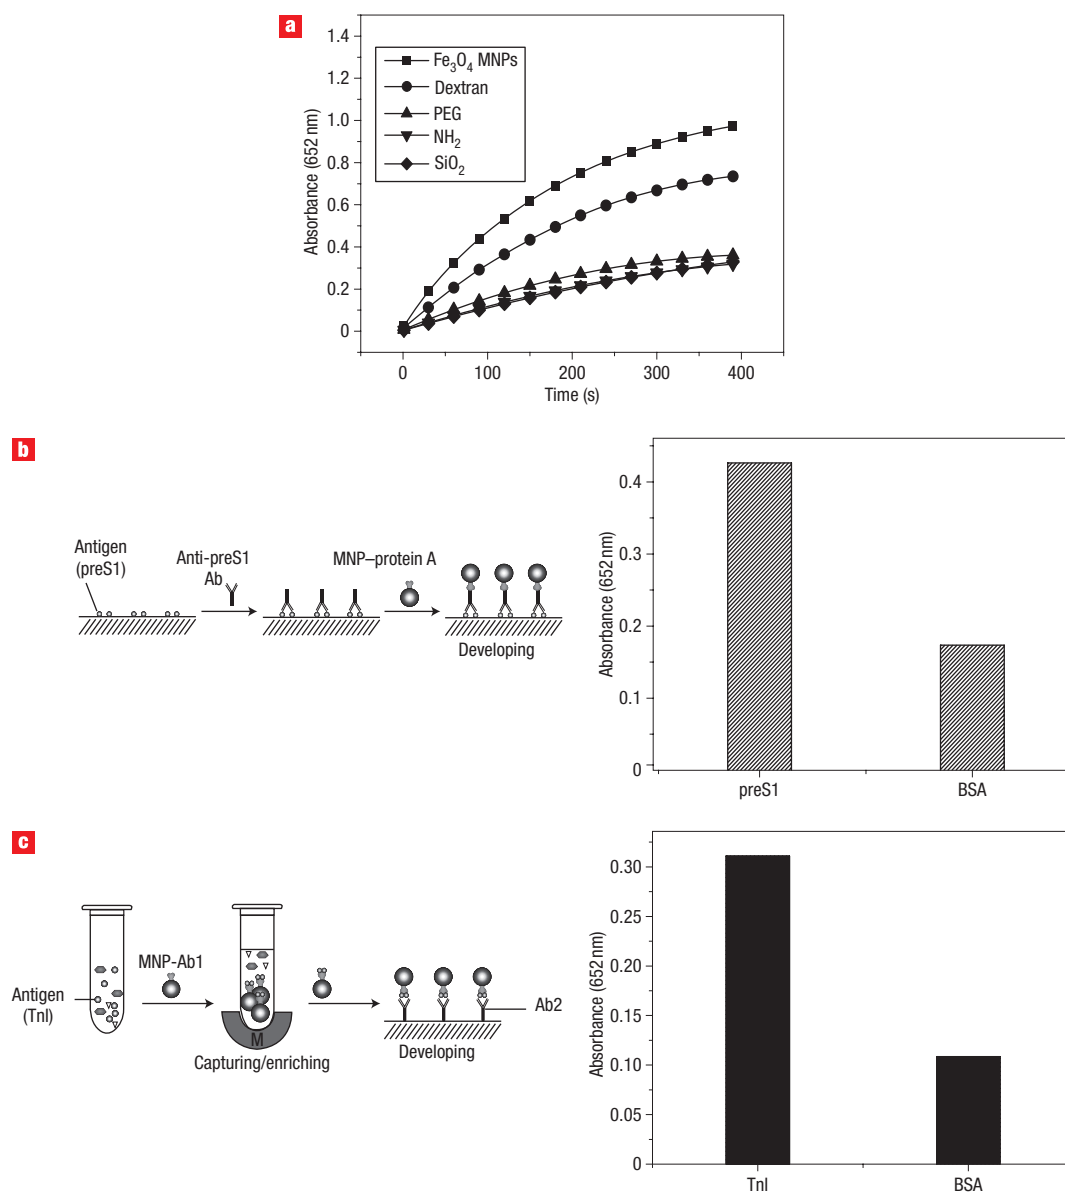 a
1.4
1.2
1.0
0.8
0.6
0.4
0.2
0
Absorbance (652 nm)
Fe₃O₄ MNPs
Dextran
PEG
NH₂
SiO₂
0 100 200 300 400
Time (s)
b
Antigen
(preS1)
Anti-preS1
Ab
MNP–protein A
Developing
0.4
0.3
0.2
0.1
0
Absorbance (652 nm)
preS1 BSA
c
Antigen
(TnI)
MNP-Ab1
M
Capturing/enriching
Ab2
Developing
0.30
0.25
0.20
0.15
0.10
0.05
0
Absorbance (652 nm)
TnI BSA